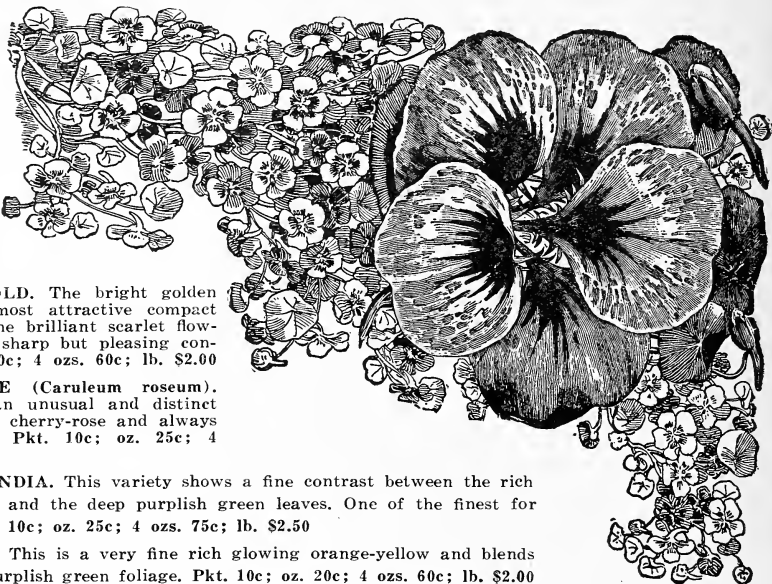 LD. The bright golden
most attractive compact
brilliant scarlet flow-
sharp but pleasing con-
0c; 4 ozs. 60c; lb. $2.00
E (Caruleum roseum).
n unusual and distinct
cherry-rose and always
Pkt. 10c; oz. 25c; 4
NDIA. This variety shows a fine contrast between the rich
and the deep purplish green leaves. One of the finest for
10c; oz. 25c; 4 ozs. 75c; lb. $2.50
This is a very fine rich glowing orange-yellow and blends
urplish green foliage. Pkt. 10c; oz. 20c; 4 ozs. 60c; lb. $2.00